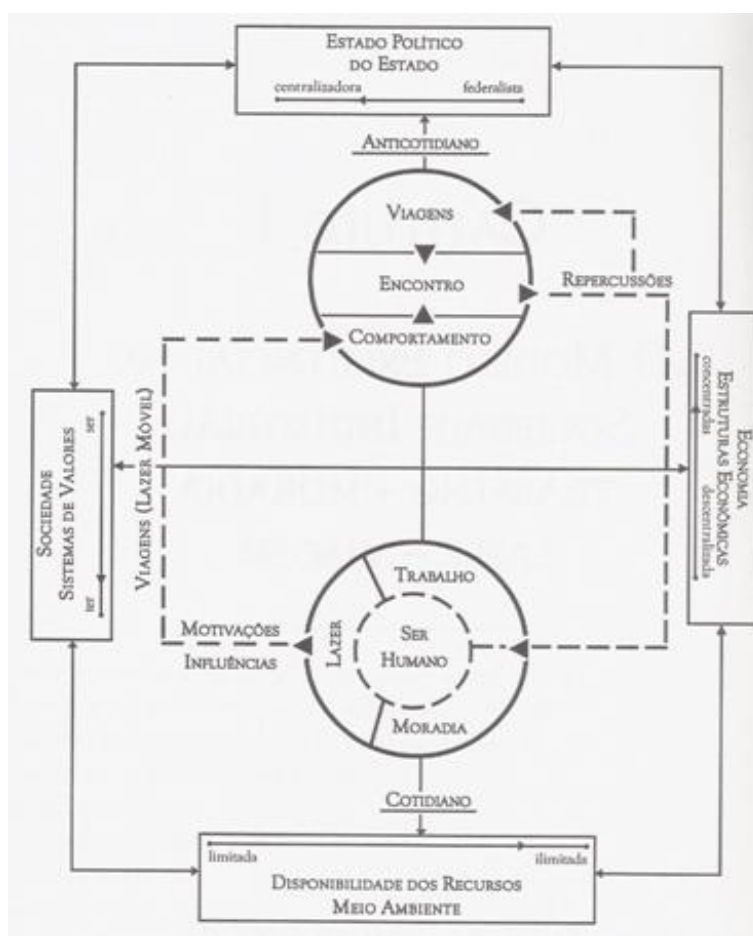 ESTADO POLÍTICO
DO ESTADO
centralizadora
federalista
ANTICOTIDIANO
VIAGENS
ENCONTRO
COMPORTAMENTO
REPERCUSSÕES
SOCIEDADE
SISTEMAS DE VALORES
ser
ter
VIAGENS (LAZER MÓVEL)
ECONOMIA
ESTRUTURAS ECONÔMICAS
concentradas
descentralizada
TRABALHO
LAZER
SER
HUMANO
MORADIA
MOTIVAÇÕES
INFLUÊNCIAS
COTIDIANO
limitada
ilimitada
DISPONIBILIDADE DOS RECURSOS
MEIO AMBIENTE